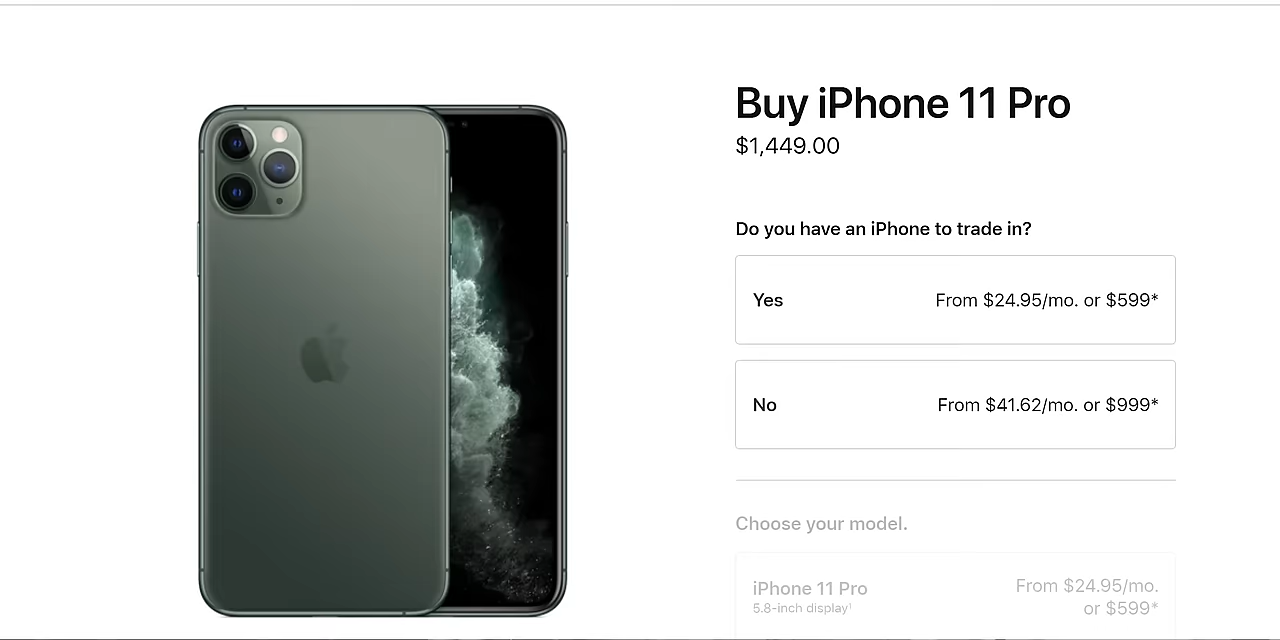 Buy iPhone 11 Pro
$1,449.00
Do you have an iPhone to trade in?
Yes From $24.95/mo. or $599*
No From $41.62/mo. or $999*
Choose your model.
iPhone 11 Pro From $24.95/mo.
5.8-inch display¹ or $599*